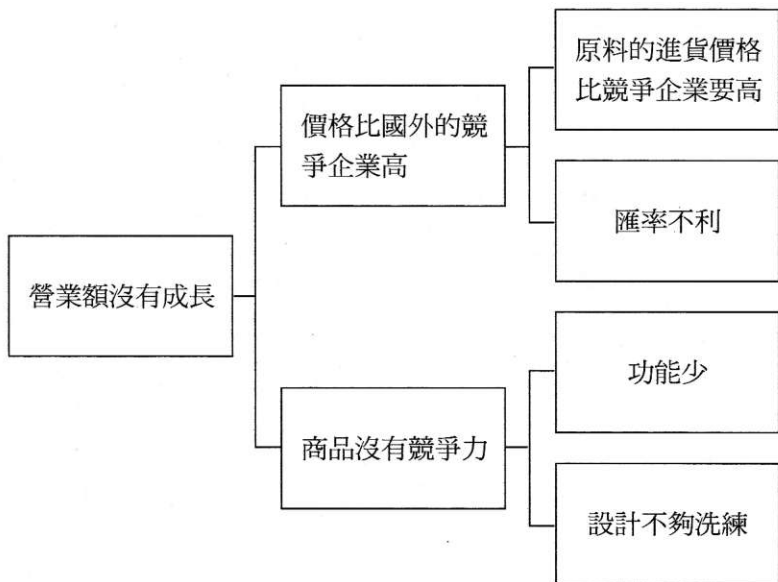 營業額沒有成長
價格比國外的競
爭企業高
原料的進貨價格
比競爭企業要高
匯率不利
商品沒有競爭力
功能少
設計不夠洗練